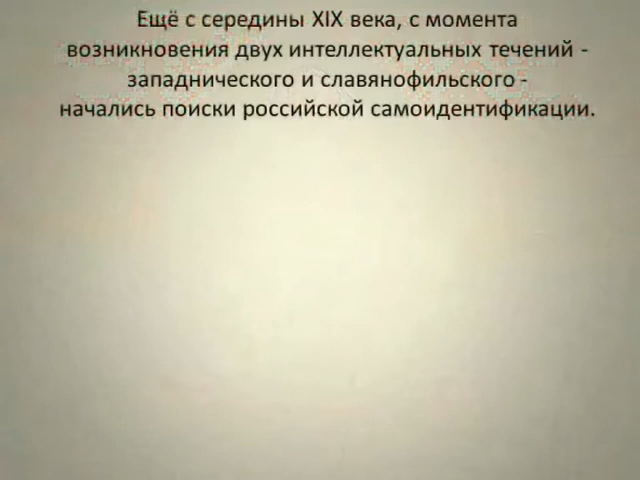 Ещё с середины XIX века, с момента
возникновения двух интеллектуальных течений -
западнического и славянофильского -
начались поиски российской самоидентификации.